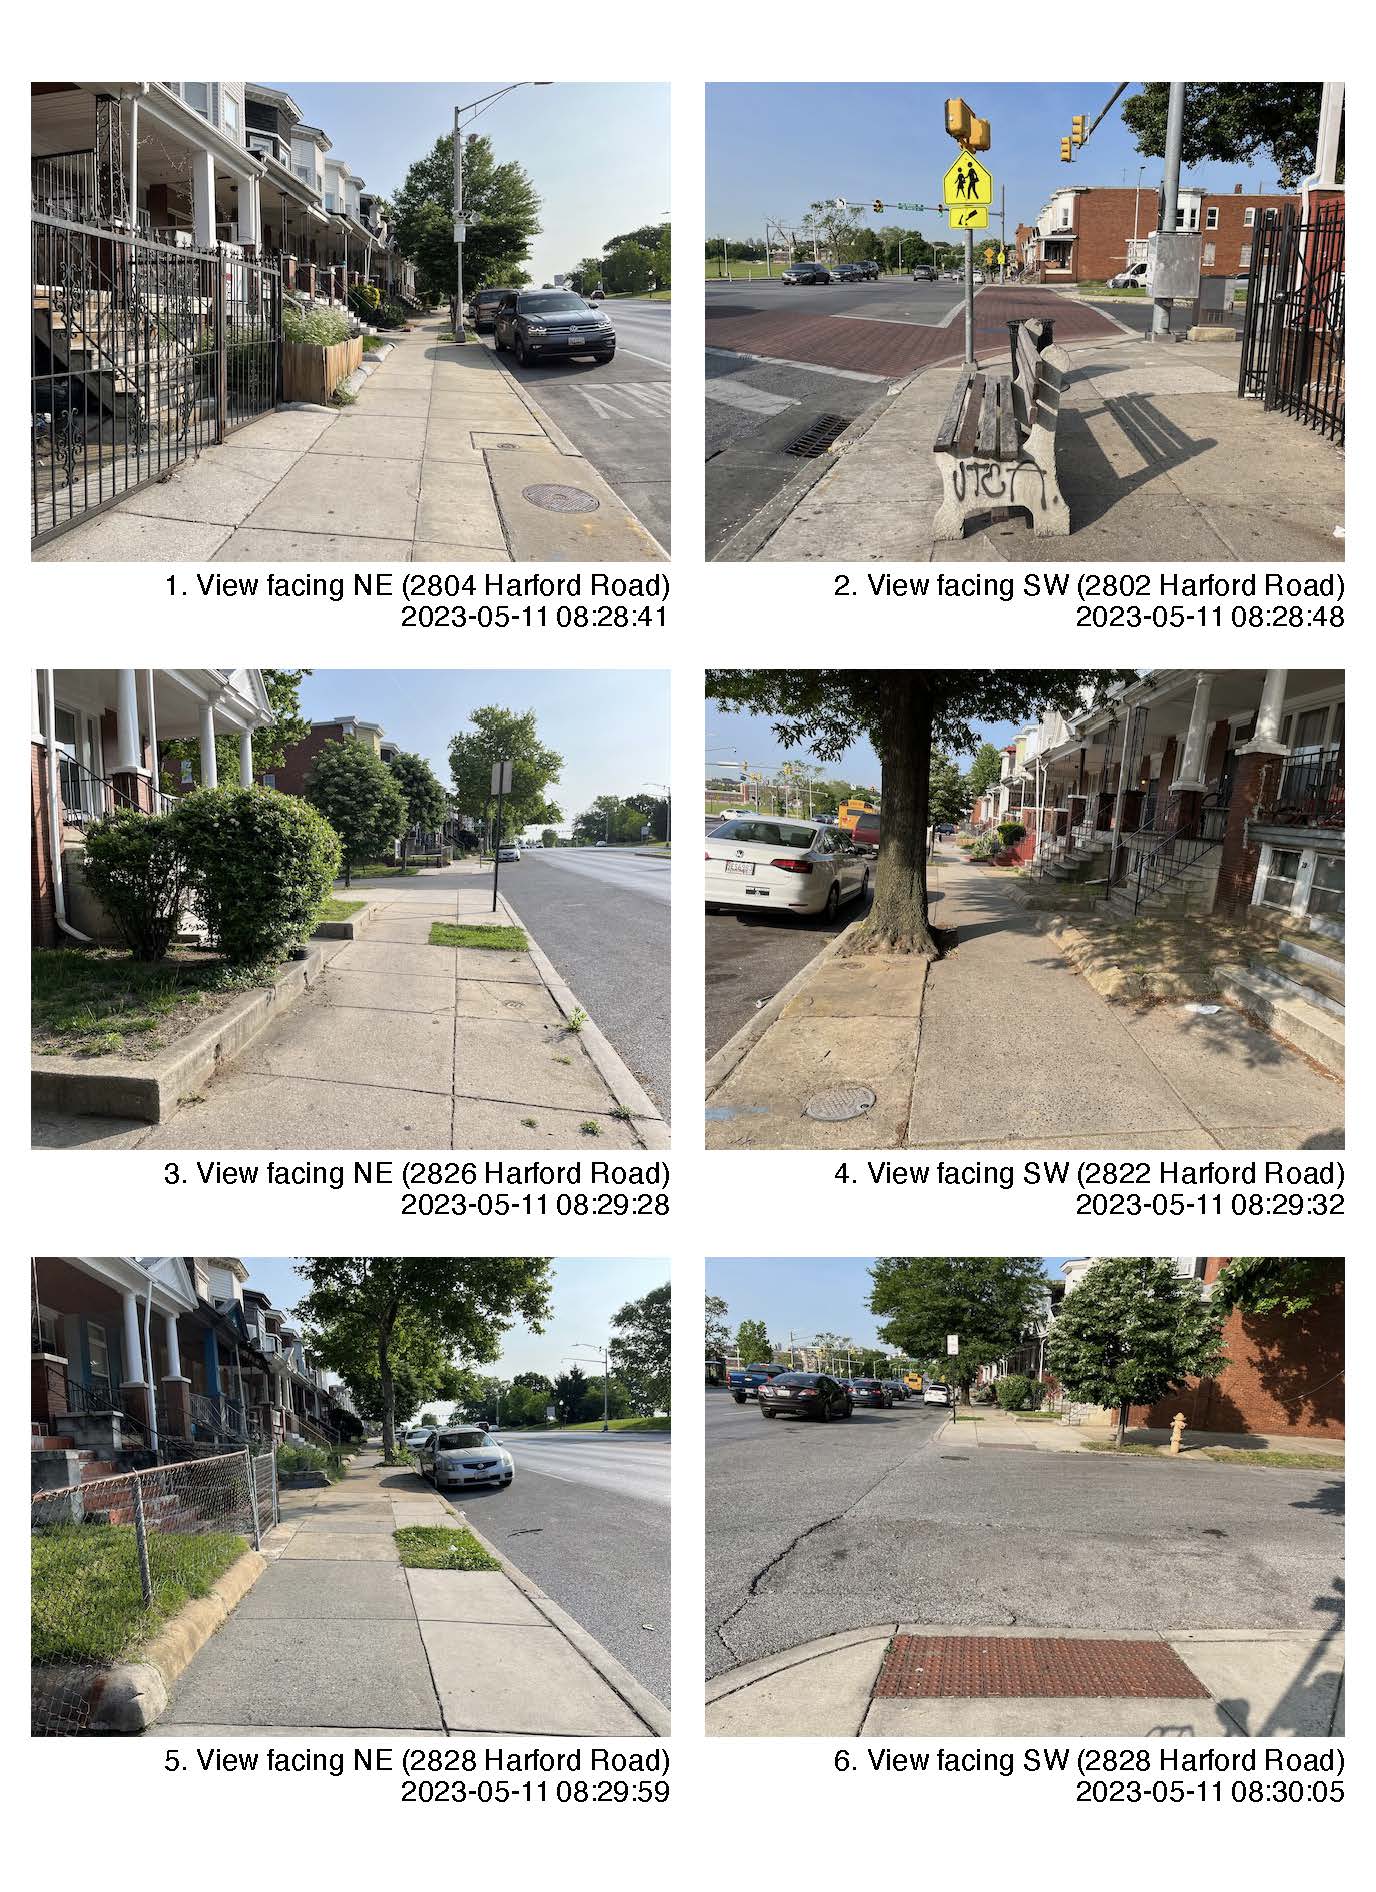 UTEA.
1. View facing NE (2804 Harford Road)
2023-05-11 08:28:41
2. View facing SW (2802 Harford Road)
2023-05-11 08:28:48
3. View facing NE (2826 Harford Road)
2023-05-11 08:29:28
4. View facing SW (2822 Harford Road)
2023-05-11 08:29:32
5. View facing NE (2828 Harford Road)
2023-05-11 08:29:59
6. View facing SW (2828 Harford Road)
2023-05-11 08:30:05